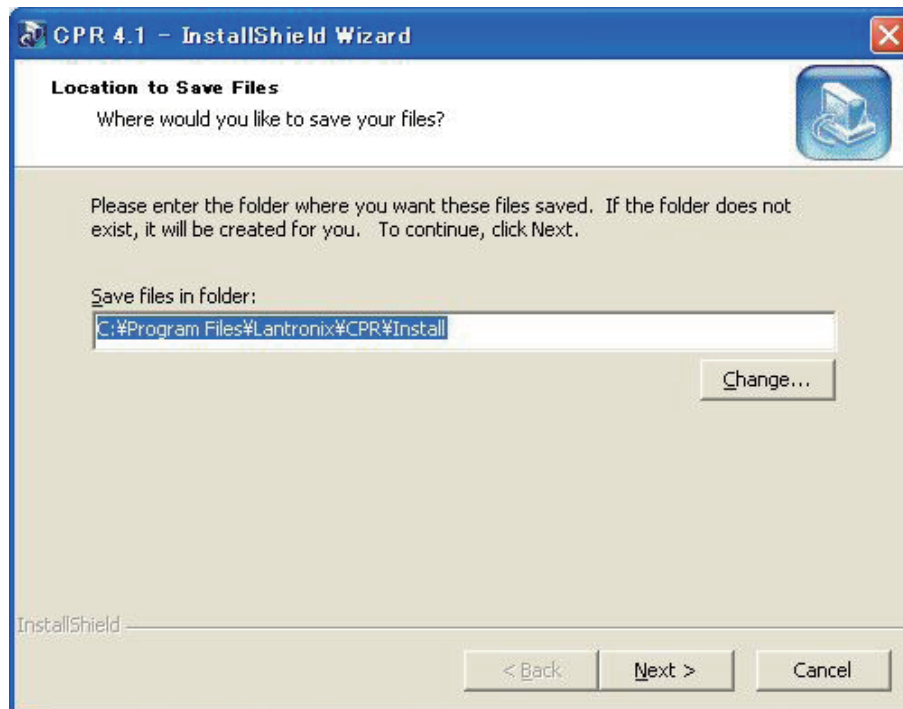 CPR 4.1 - InstallShield Wizard
Location to Save Files
Where would you like to save your files?
Please enter the folder where you want these files saved.  If the folder does not
exist, it will be created for you.   To continue, click Next.
Save files in folder:
C:¥Program Files¥Lantronix¥CPR¥Install
Change...
InstallShield
< Back
Next >
Cancel